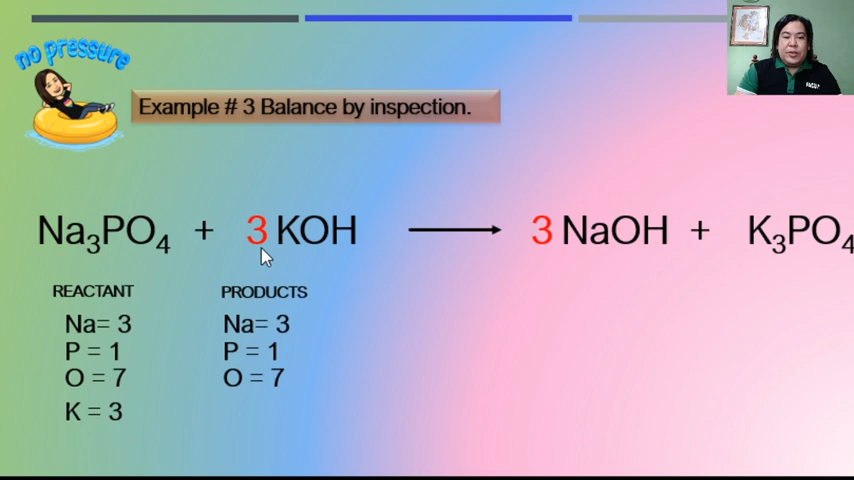 no pressure
Example # 3 Balance by inspection.
Na₃PO₄ + 3 KOH ⟶ 3 NaOH + K₃PO₄
REACTANT PRODUCTS
Na= 3 Na= 3
P = 1 P = 1
O = 7 O = 7
K = 3